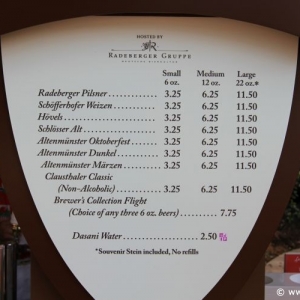 HOSTED BY
RADEBERGER GRUPPE
Small Medium Large
6 oz. 12 oz. 22 oz.*
Radeberger Pilsner ............ 3.25 6.25 11.50
Schöfferhofer Weizen ........ 3.25 6.25 11.50
Hövels ........................ 3.25 6.25 11.50
Schlösser Alt .................. 3.25 6.25 11.50
Altenmünster Oktoberfest .... 3.25 6.25 11.50
Altenmünster Dunkel ......... 3.25 6.25 11.50
Altenmünster Märzen ........ 3.25 6.25 11.50
Clausthaler Classic
(Non-Alcoholic) ............ 3.25 6.25 11.50
Brewer's Collection Flight
(Choice of any three 6 oz. beers) ........ 7.75
Dasani Water .................. 2.50
*Souvenir Stein included, No refills
© www.